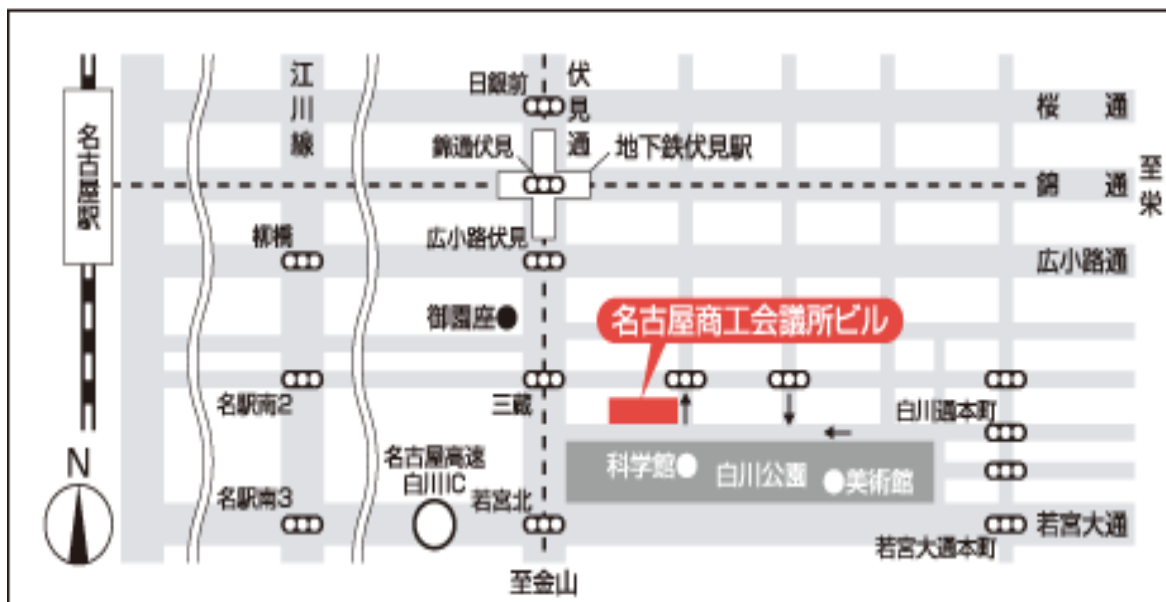 名古屋駅
江川線
日銀前
伏見通
桜通
錦通伏見
地下鉄伏見駅
錦通
至栄
柳橋
広小路伏見
広小路通
御園座
名古屋商工会議所ビル
名駅南2
三蔵
白川通本町
N
名古屋高速
白川IC
科学館
白川公園
美術館
名駅南3
若宮北
若宮大通
若宮大通本町
至金山